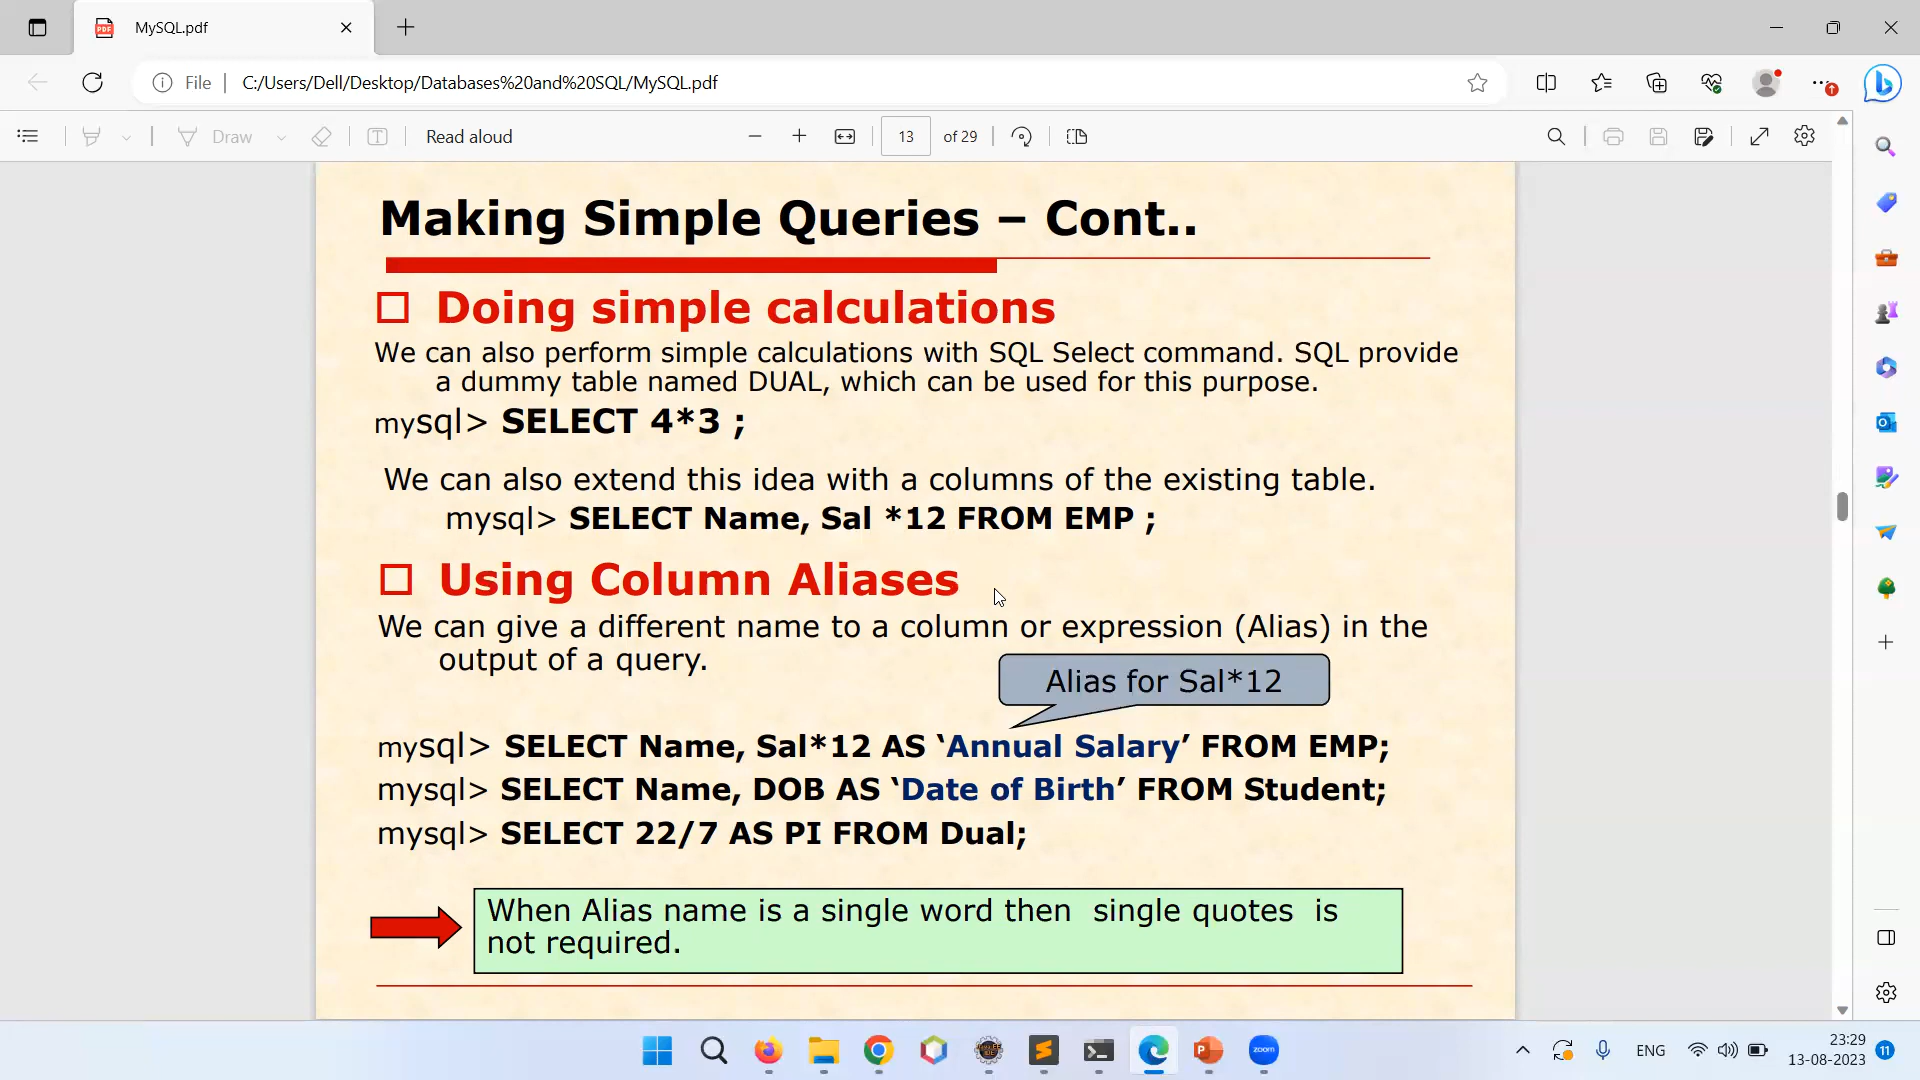 MySQL.pdf
File
C:/Users/Dell/Desktop/Databases%20and%20SQL/MySQL.pdf
Draw
Read aloud
13
of 29
Making Simple Queries – Cont..
Doing simple calculations
We can also perform simple calculations with SQL Select command. SQL provide
a dummy table named DUAL, which can be used for this purpose.
mysql> SELECT 4*3 ;
We can also extend this idea with a columns of the existing table.
mysql> SELECT Name, Sal *12 FROM EMP ;
Using Column Aliases
We can give a different name to a column or expression (Alias) in the
output of a query.
Alias for Sal*12
mysql> SELECT Name, Sal*12 AS ‘Annual Salary’ FROM EMP;
mysql> SELECT Name, DOB AS ‘Date of Birth’ FROM Student;
mysql> SELECT 22/7 AS PI FROM Dual;
When Alias name is a single word then  single quotes  is
not required.
zoom
ENG
23:29
13-08-2023
11